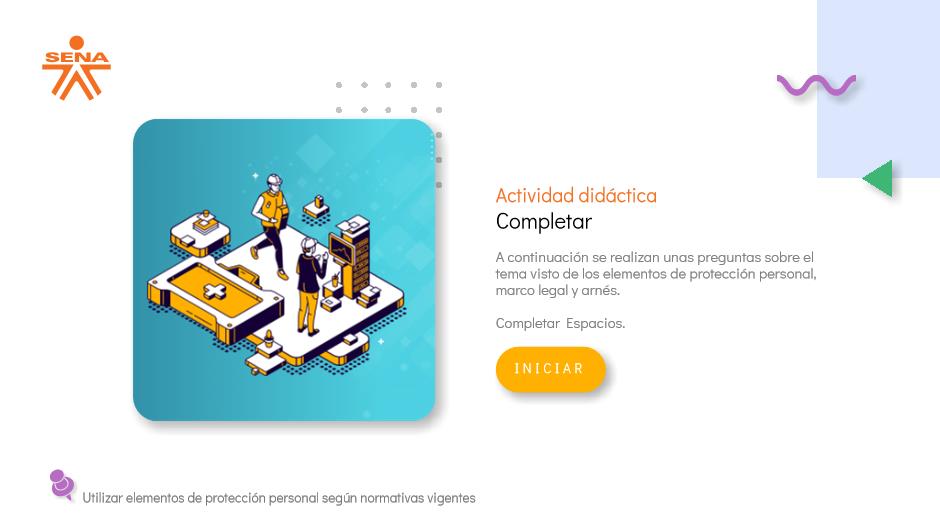 SENA
Actividad didáctica
Completar
A continuación se realizan unas preguntas sobre el
tema visto de los elementos de protección personal,
marco legal y arnés.
Completar Espacios.
INICIAR
Utilizar elementos de protección personal según normativas vigentes